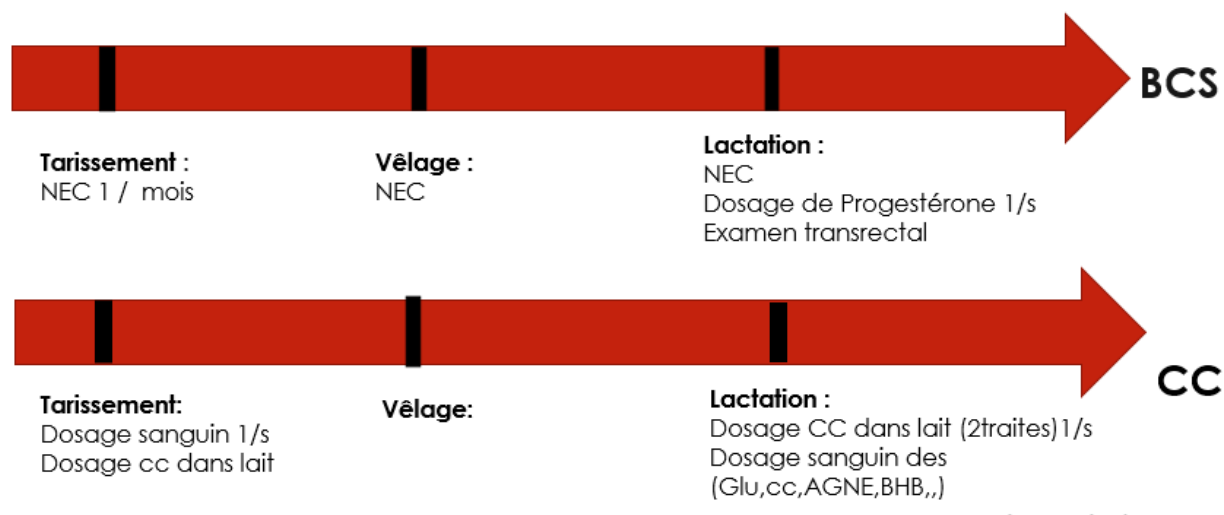 BCS
Tarissement :
NEC 1 / mois
Vêlage :
NEC
Lactation :
NEC
Dosage de Progestérone 1/s
Examen transrectal
CC
Tarissement:
Dosage sanguin 1/s
Dosage cc dans lait
Vêlage:
Lactation :
Dosage CC dans lait (2traites)1/s
Dosage sanguin des
(Glu,cc,AGNE,BHB,,)